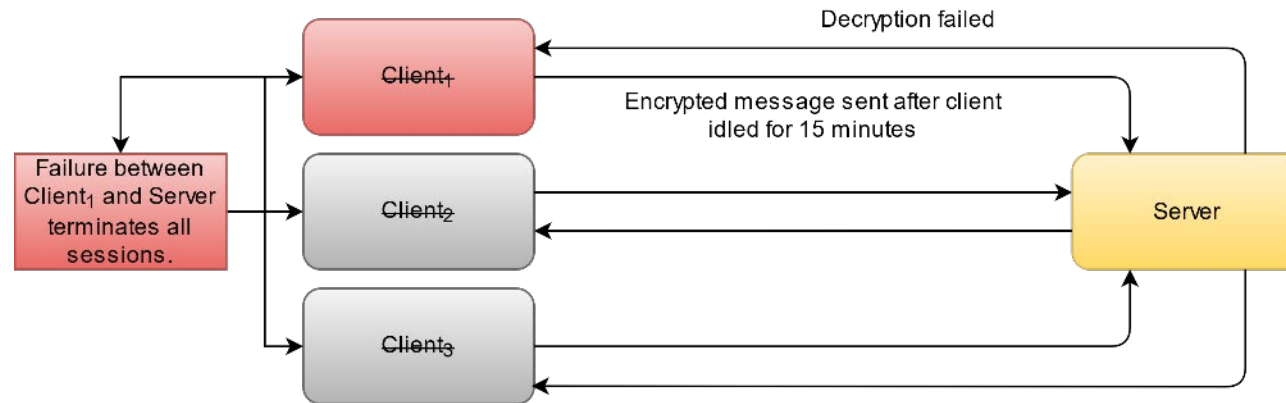 Decryption failed
Client₁
Encrypted message sent after client
idled for 15 minutes
Failure between
Client₁ and Server
terminates all
sessions.
Client₂
Server
Client₃